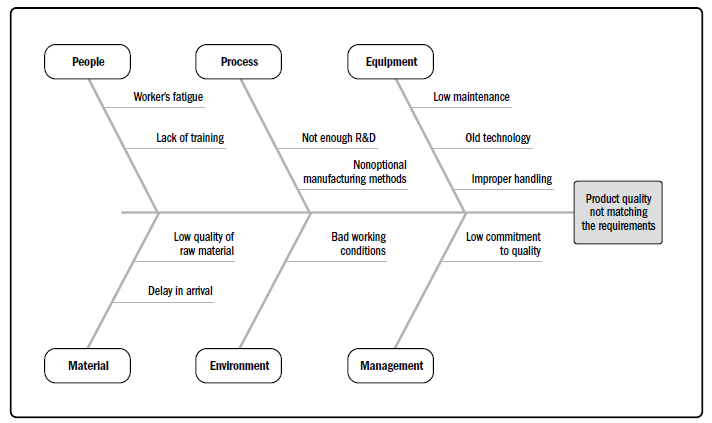 People
Process
Equipment
Worker's fatigue
Low maintenance
Lack of training
Not enough R&D
Old technology
Nonoptional
manufacturing methods
Improper handling
Product quality
not matching
the requirements
Low quality of
raw material
Bad working
conditions
Low commitment
to quality
Delay in arrival
Material
Environment
Management